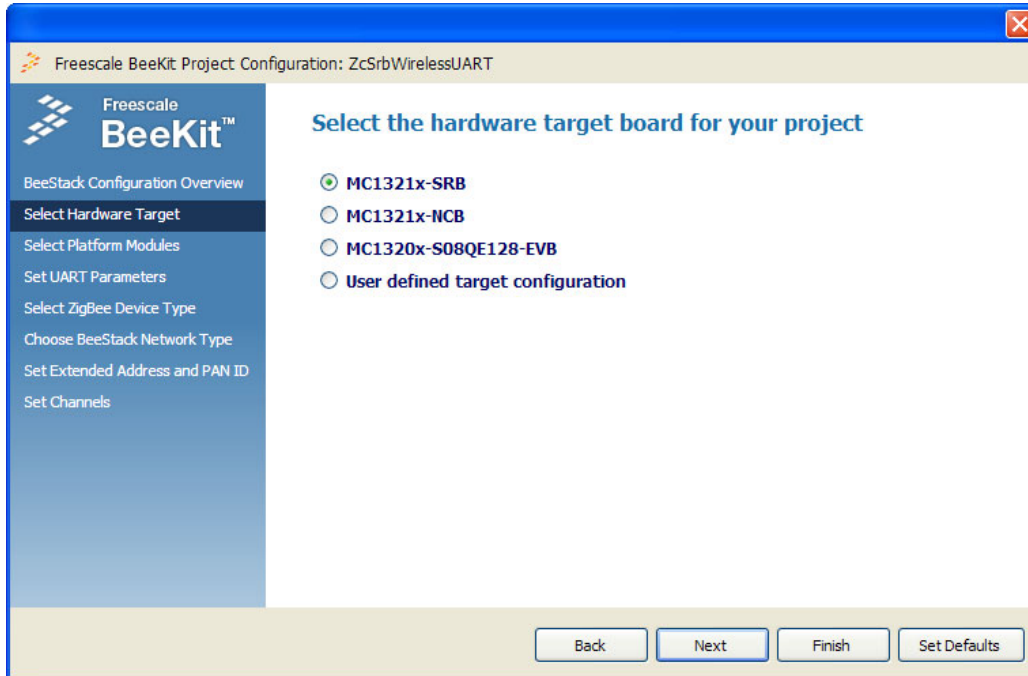 Freescale BeeKit Project Configuration: ZcSrbWirelessUART
Freescale
BeeKit™
BeeStack Configuration Overview
Select Hardware Target
Select Platform Modules
Set UART Parameters
Select ZigBee Device Type
Choose BeeStack Network Type
Set Extended Address and PAN ID
Set Channels
Select the hardware target board for your project
MC1321x-SRB
MC1321x-NCB
MC1320x-S08QE128-EVB
User defined target configuration
Back Next Finish Set Defaults